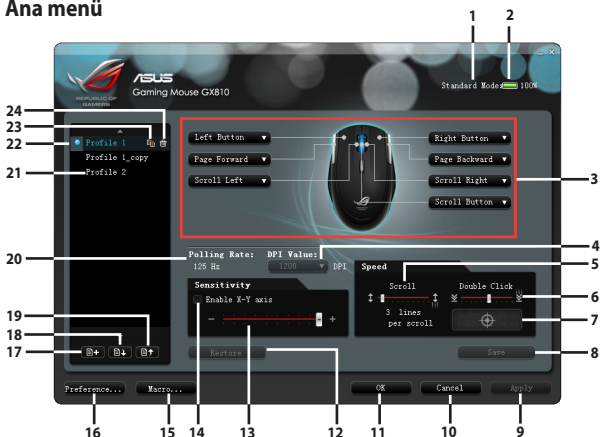 Ana menü
1 2
REPUBLIC OF
GAMERS
ASUS
Gaming Mouse GX810
Standard Mode 100%
24
23
22
21
Profile 1
Profile 1_copy
Profile 2
Left Button
Page Forward
Scroll Left
Right Button
Page Backward
Scroll Right
Scroll Button
3
4
5
6
7
8
20
Polling Rate:
125 Hz
DPI Value:
1200 DPI
Sensitivity
Enable X-Y axis
- +
Speed
Scroll
3 lines
per scroll
Double Click
19
18
17
Restore
Save
Preference...
Macro...
OK
Cancel
Apply
16 15 14 13 12 11 10 9